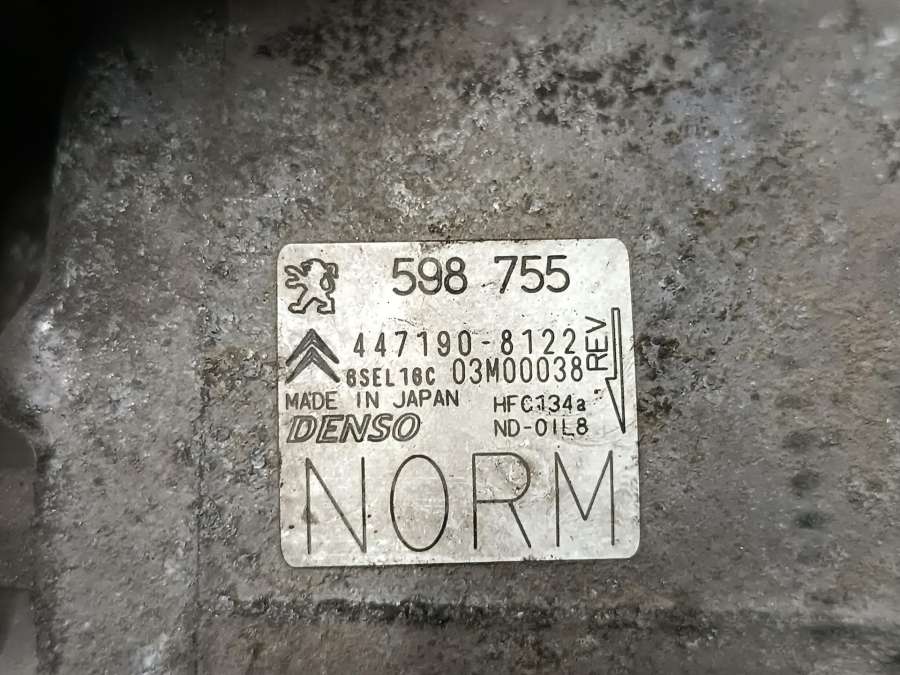 598 755
447190-8122
6SEL16C 03M00038
REV
MADE IN JAPAN HFC134a
DENSO ND-OIL8
NORM